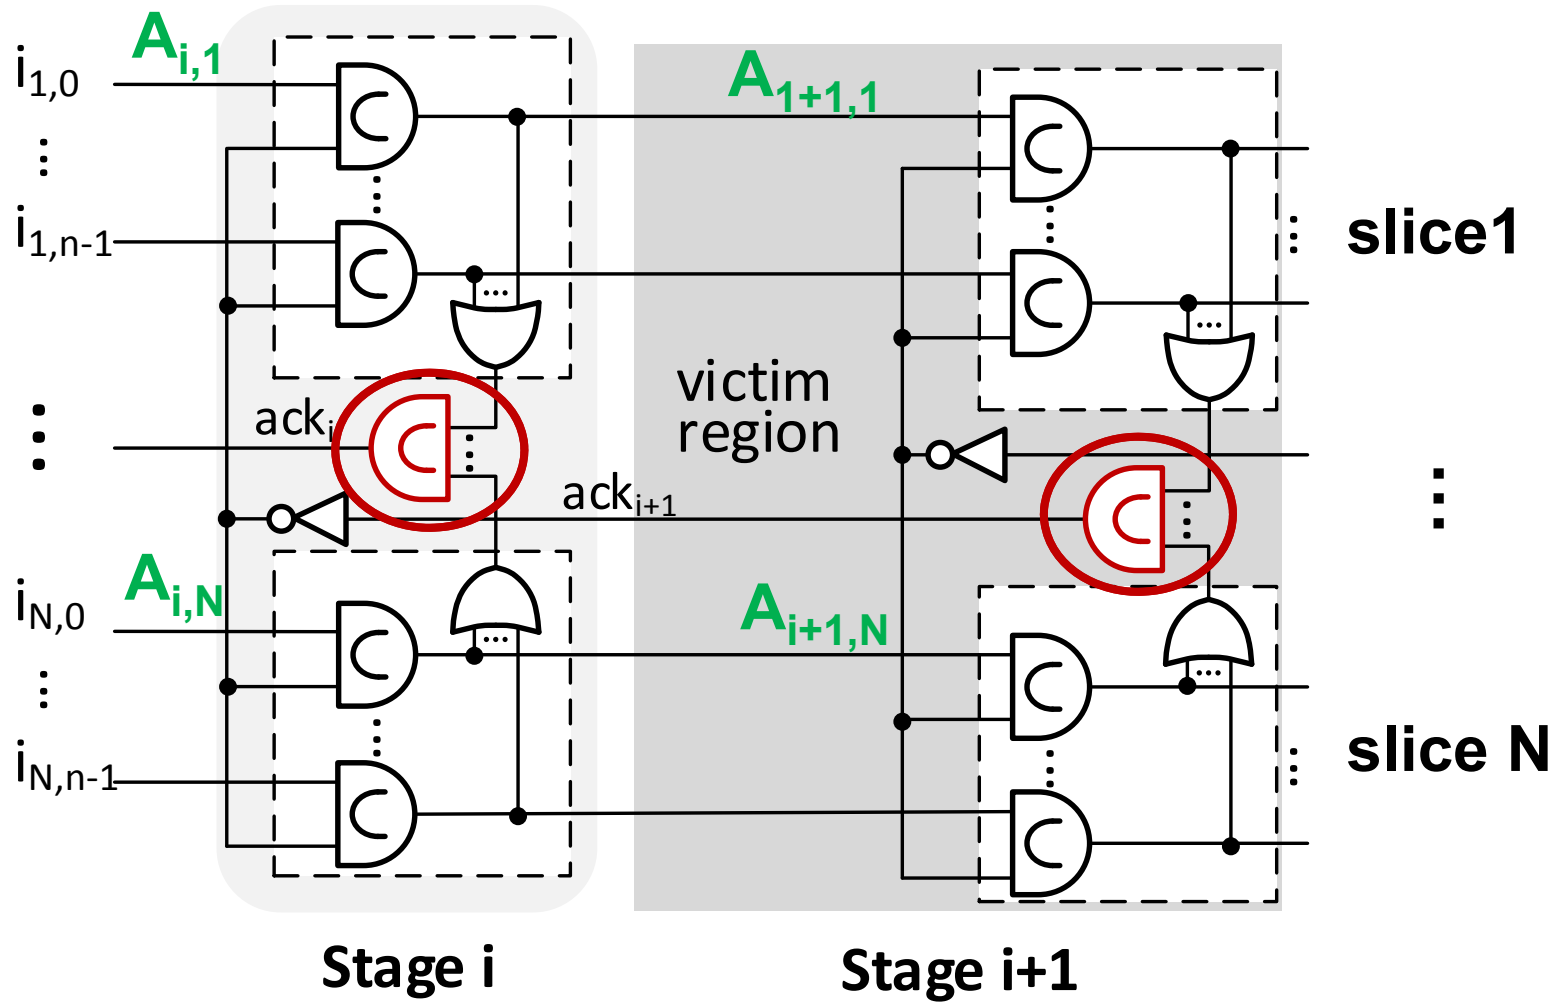 A_{i,1}
i_{1,0}
A_{1+1,1}
i_{1,n-1}
slice1
victim
region
ack_i
ack_{i+1}
A_{i,N}
i_{N,0}
A_{i+1,N}
i_{N,n-1}
slice N
Stage i
Stage i+1